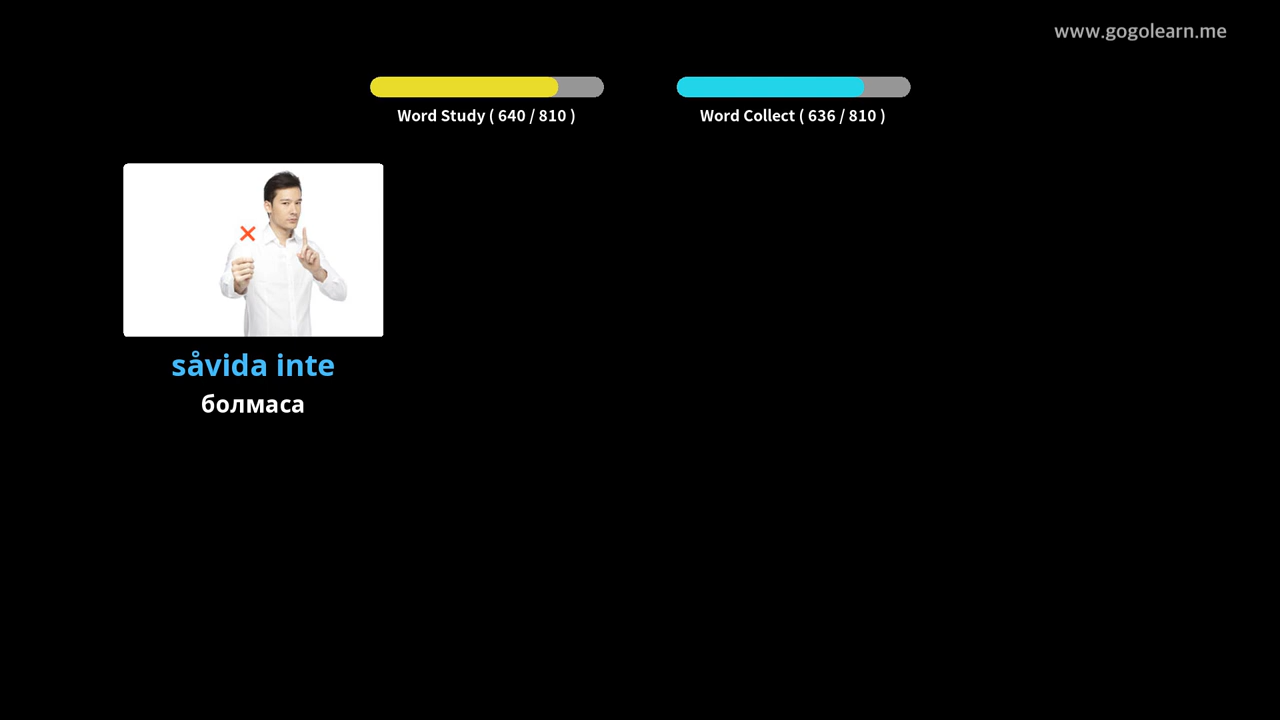 www.gogolearn.me
Word Study ( 640 / 810 )
Word Collect ( 636 / 810 )
såvida inte
болмаса